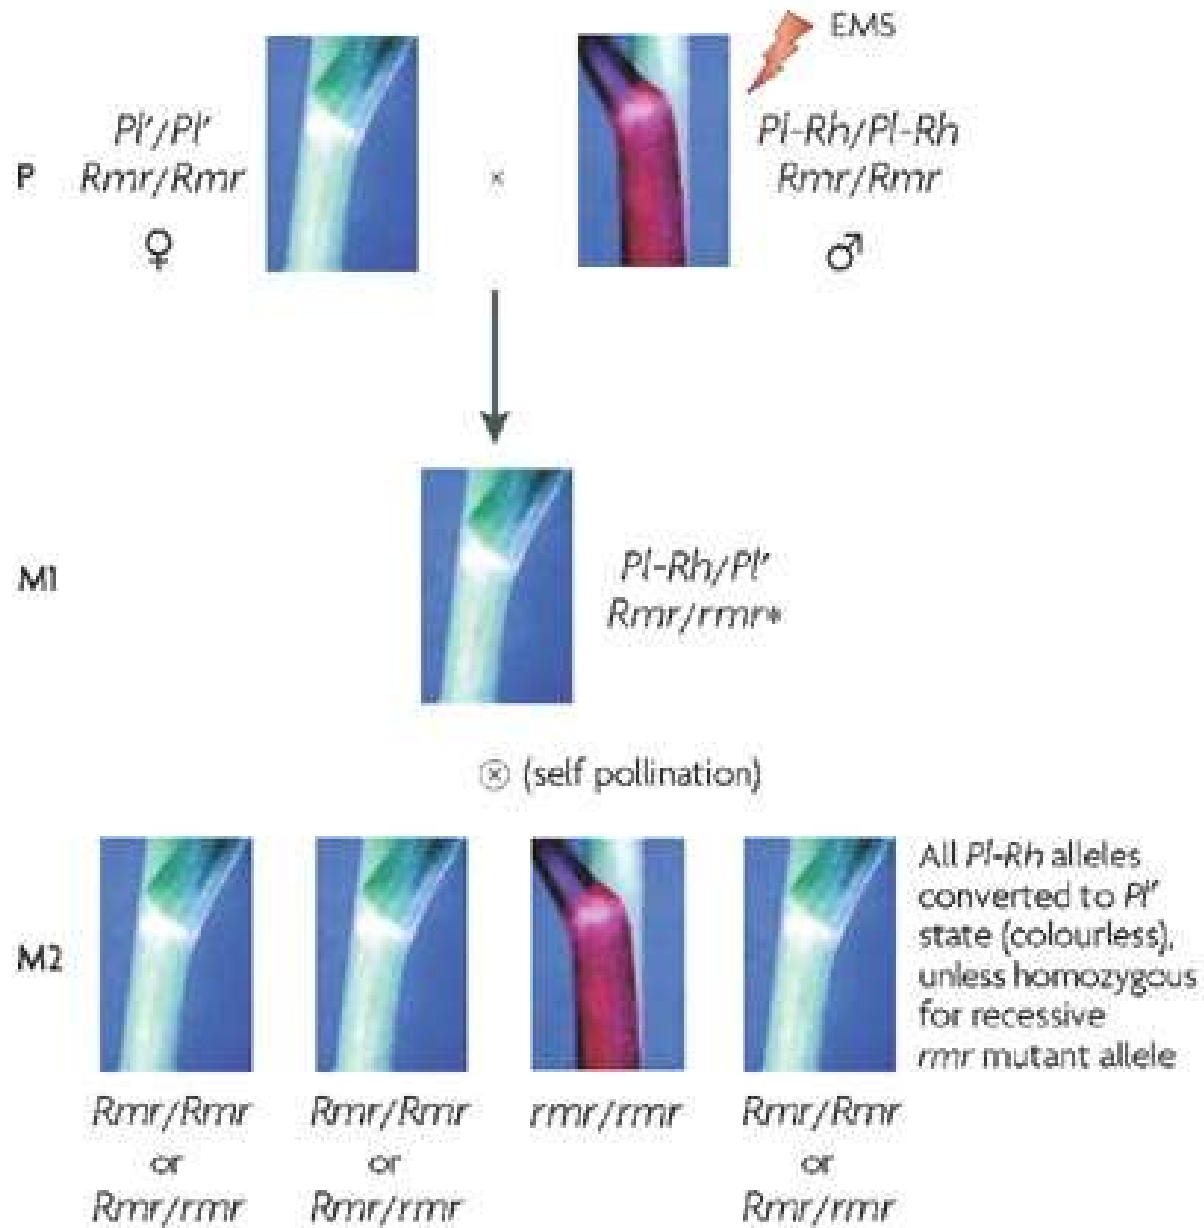 EMS
Pl′/Pl′
Rmr/Rmr
♀
P
×
Pl-Rh/Pl-Rh
Rmr/Rmr
♂
M1
Pl-Rh/Pl′
Rmr/rmr*
⊗ (self pollination)
M2
All Pl-Rh alleles
converted to Pl′
state (colourless),
unless homozygous
for recessive
rmr mutant allele
Rmr/Rmr
or
Rmr/rmr
Rmr/Rmr
or
Rmr/rmr
rmr/rmr
Rmr/Rmr
or
Rmr/rmr